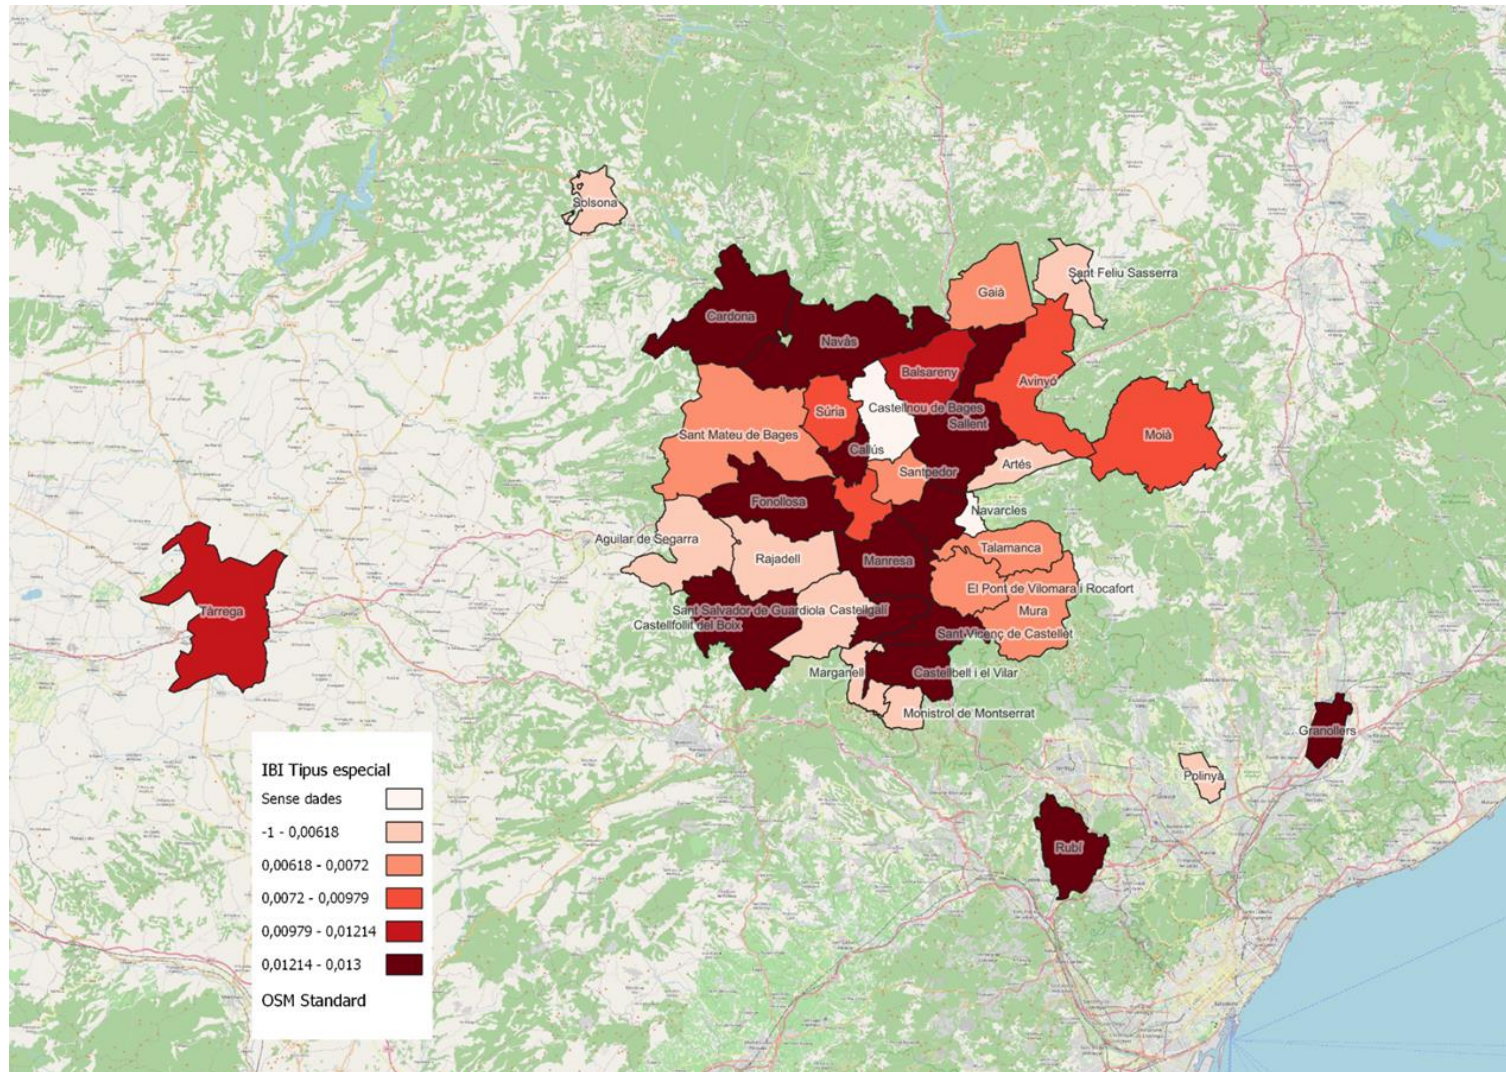 Solsona
Sant Feliu Sasserra
Gaià
Cardona
Navàs
Balsareny
Avinyó
Castellnou de Bages
Súria
Sallent
Moià
Sant Mateu de Bages
Callús
Artés
Santpedor
Fonollosa
Navarcles
Aguilar de Segarra
Talamanca
Rajadell
Manresa
El Pont de Vilomara i Rocafort
Tàrrega
Sant Salvador de Guardiola
Castellgalí
Mura
Castellfollit del Boix
Sant Vicenç de Castellet
Marganell
Castellbell i el Vilar
Monistrol de Montserrat
Granollers
Polinyà
Rubí
IBI Tipus especial
Sense dades
-1 - 0,00618
0,00618 - 0,0072
0,0072 - 0,00979
0,00979 - 0,01214
0,01214 - 0,013
OSM Standard